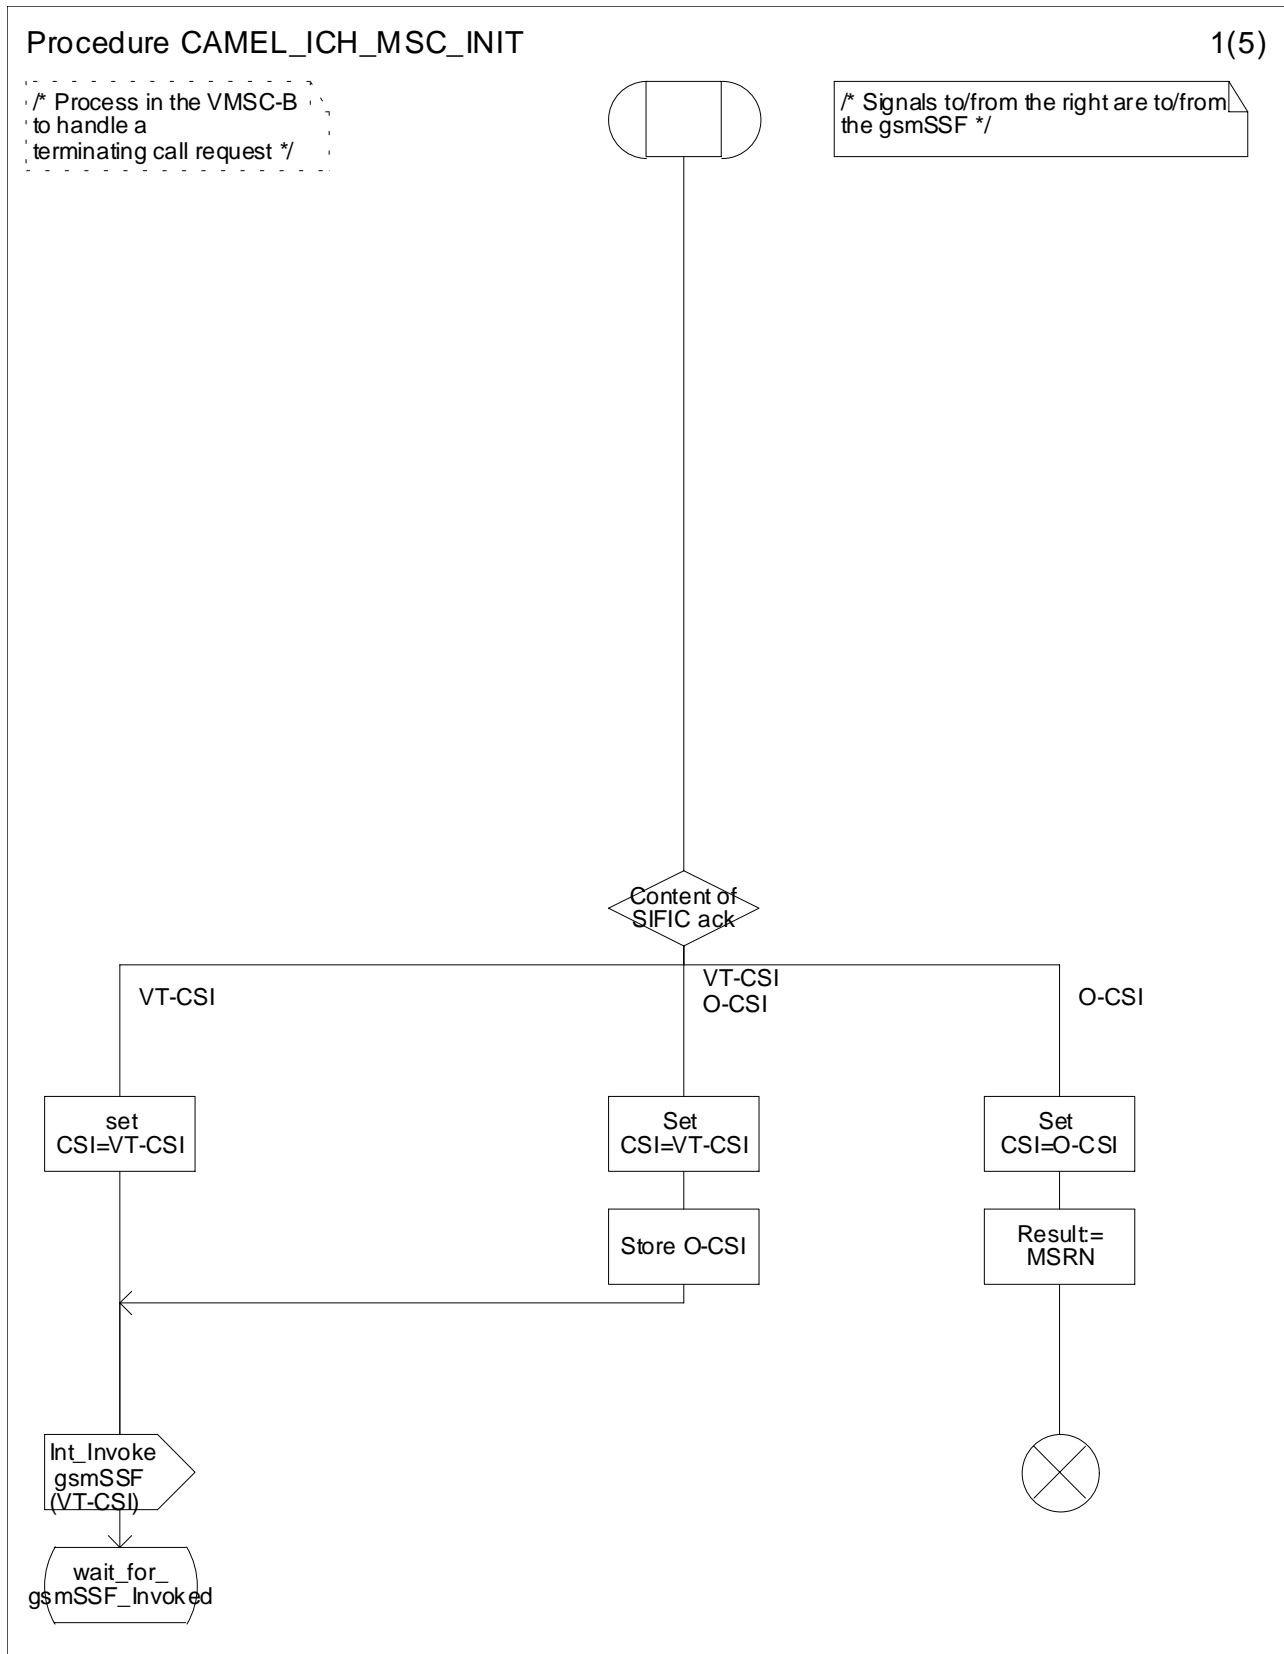 Procedure CAMEL_ICH_MSC_INIT
1(5)
/* Process in the VMSC-B
to handle a
terminating call request */
/* Signals to/from the right are to/from
the gsmSSF */
Content of
SIFIC ack
VT-CSI
VT-CSI
O-CSI
O-CSI
set
CSI=VT-CSI
Set
CSI=VT-CSI
Set
CSI=O-CSI
Store O-CSI
Result:=
MSRN
Int_Invoke
gsmSSF
(VT-CSI)
wait_for_
gsmSSF_Invoked